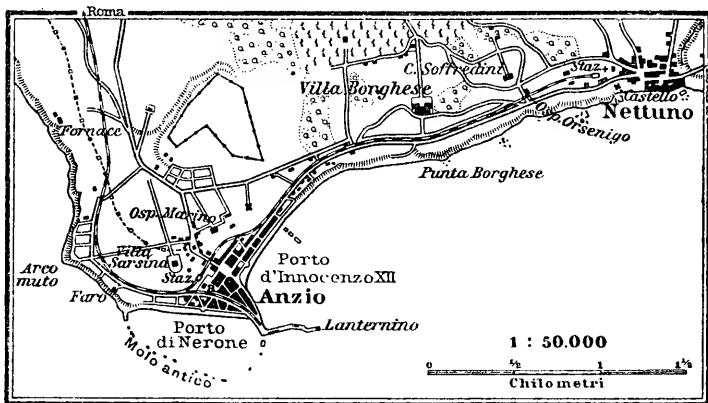 Roma
Staz.
C. Soffredini
Villa Borghese
Castello
Nettuno
Osp. Orsenigo
Fornace
Punta Borghese
Osp. Marino
Villa
Sarsina
Arco
muto
Staz.
Porto
d'Innocenzo XII
Faro
Anzio
Porto
di Nerone
Lanternino
Molo antico
1 : 50.000
0 ½ 1 1½
Chilometri